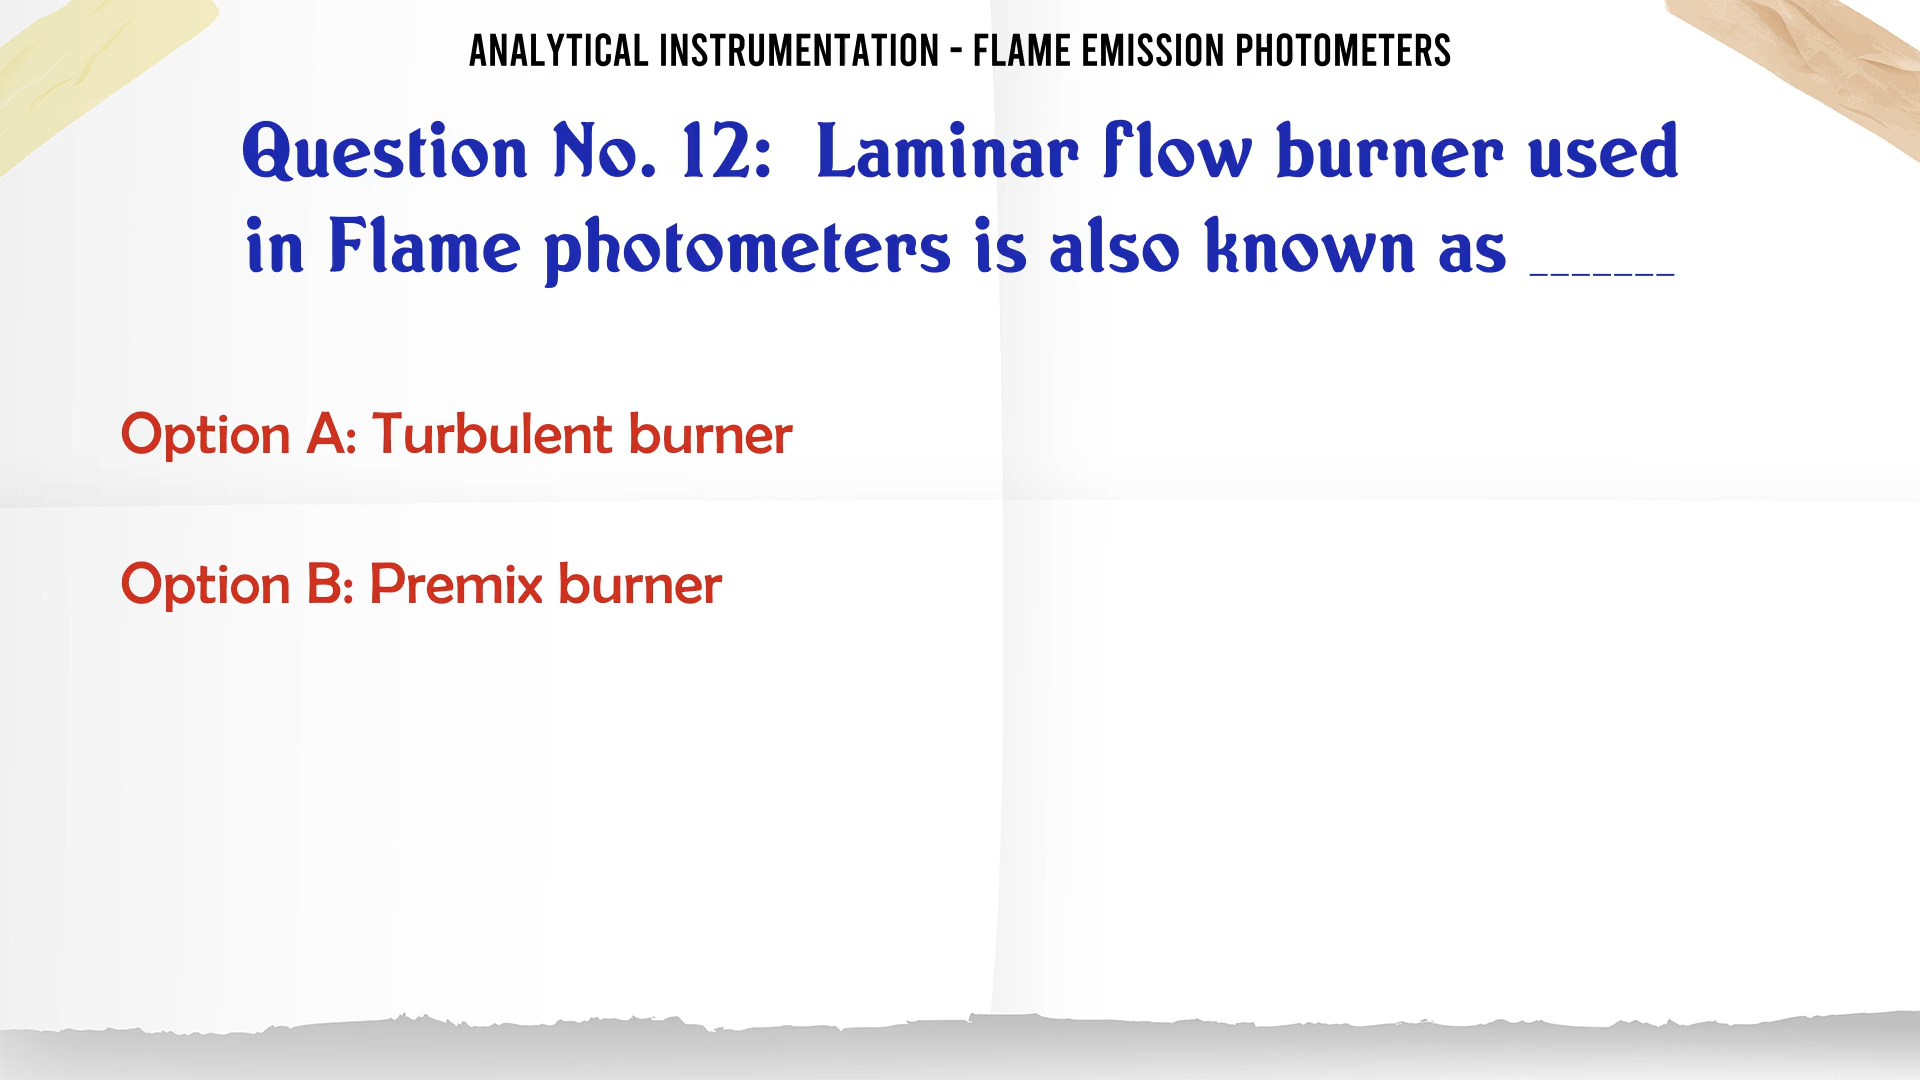 ANALYTICAL INSTRUMENTATION - FLAME EMISSION PHOTOMETERS
Question No. 12:  Laminar flow burner used
in Flame photometers is also known as _______
Option A: Turbulent burner
Option B: Premix burner